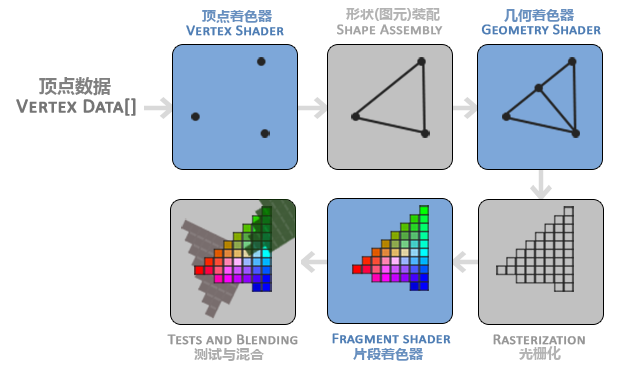 顶点着色器
VERTEX SHADER
形状(图元)装配
SHAPE ASSEMBLY
几何着色器
GEOMETRY SHADER
顶点数据
VERTEX DATA[]
TESTS AND BLENDING
测试与混合
FRAGMENT SHADER
片段着色器
RASTERIZATION
光栅化